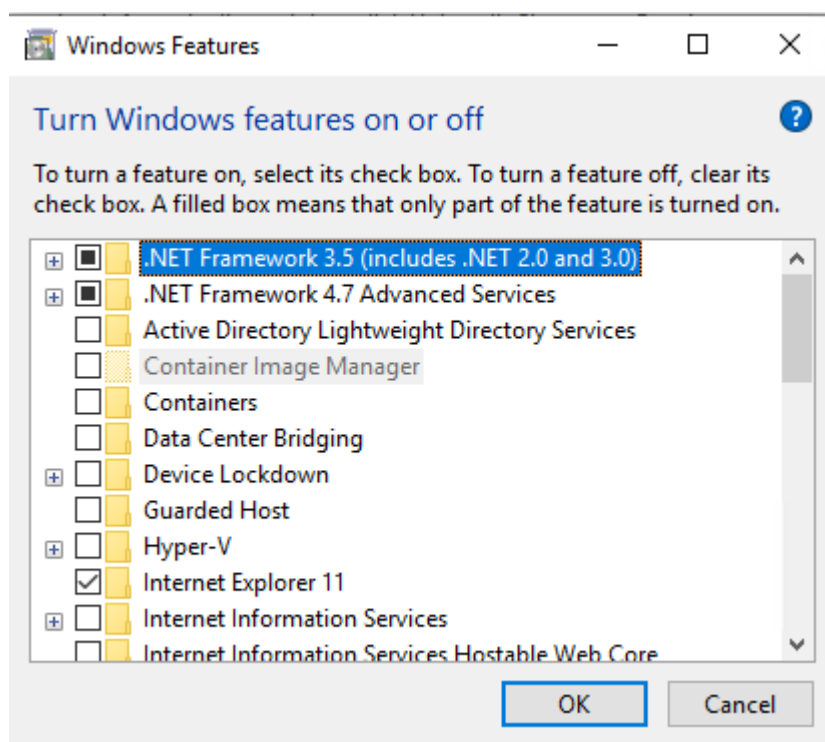 Windows Features
Turn Windows features on or off
To turn a feature on, select its check box. To turn a feature off, clear its
check box. A filled box means that only part of the feature is turned on.
.NET Framework 3.5 (includes .NET 2.0 and 3.0)
.NET Framework 4.7 Advanced Services
Active Directory Lightweight Directory Services
Container Image Manager
Containers
Data Center Bridging
Device Lockdown
Guarded Host
Hyper-V
Internet Explorer 11
Internet Information Services
Internet Information Services Hostable Web Core
OK
Cancel